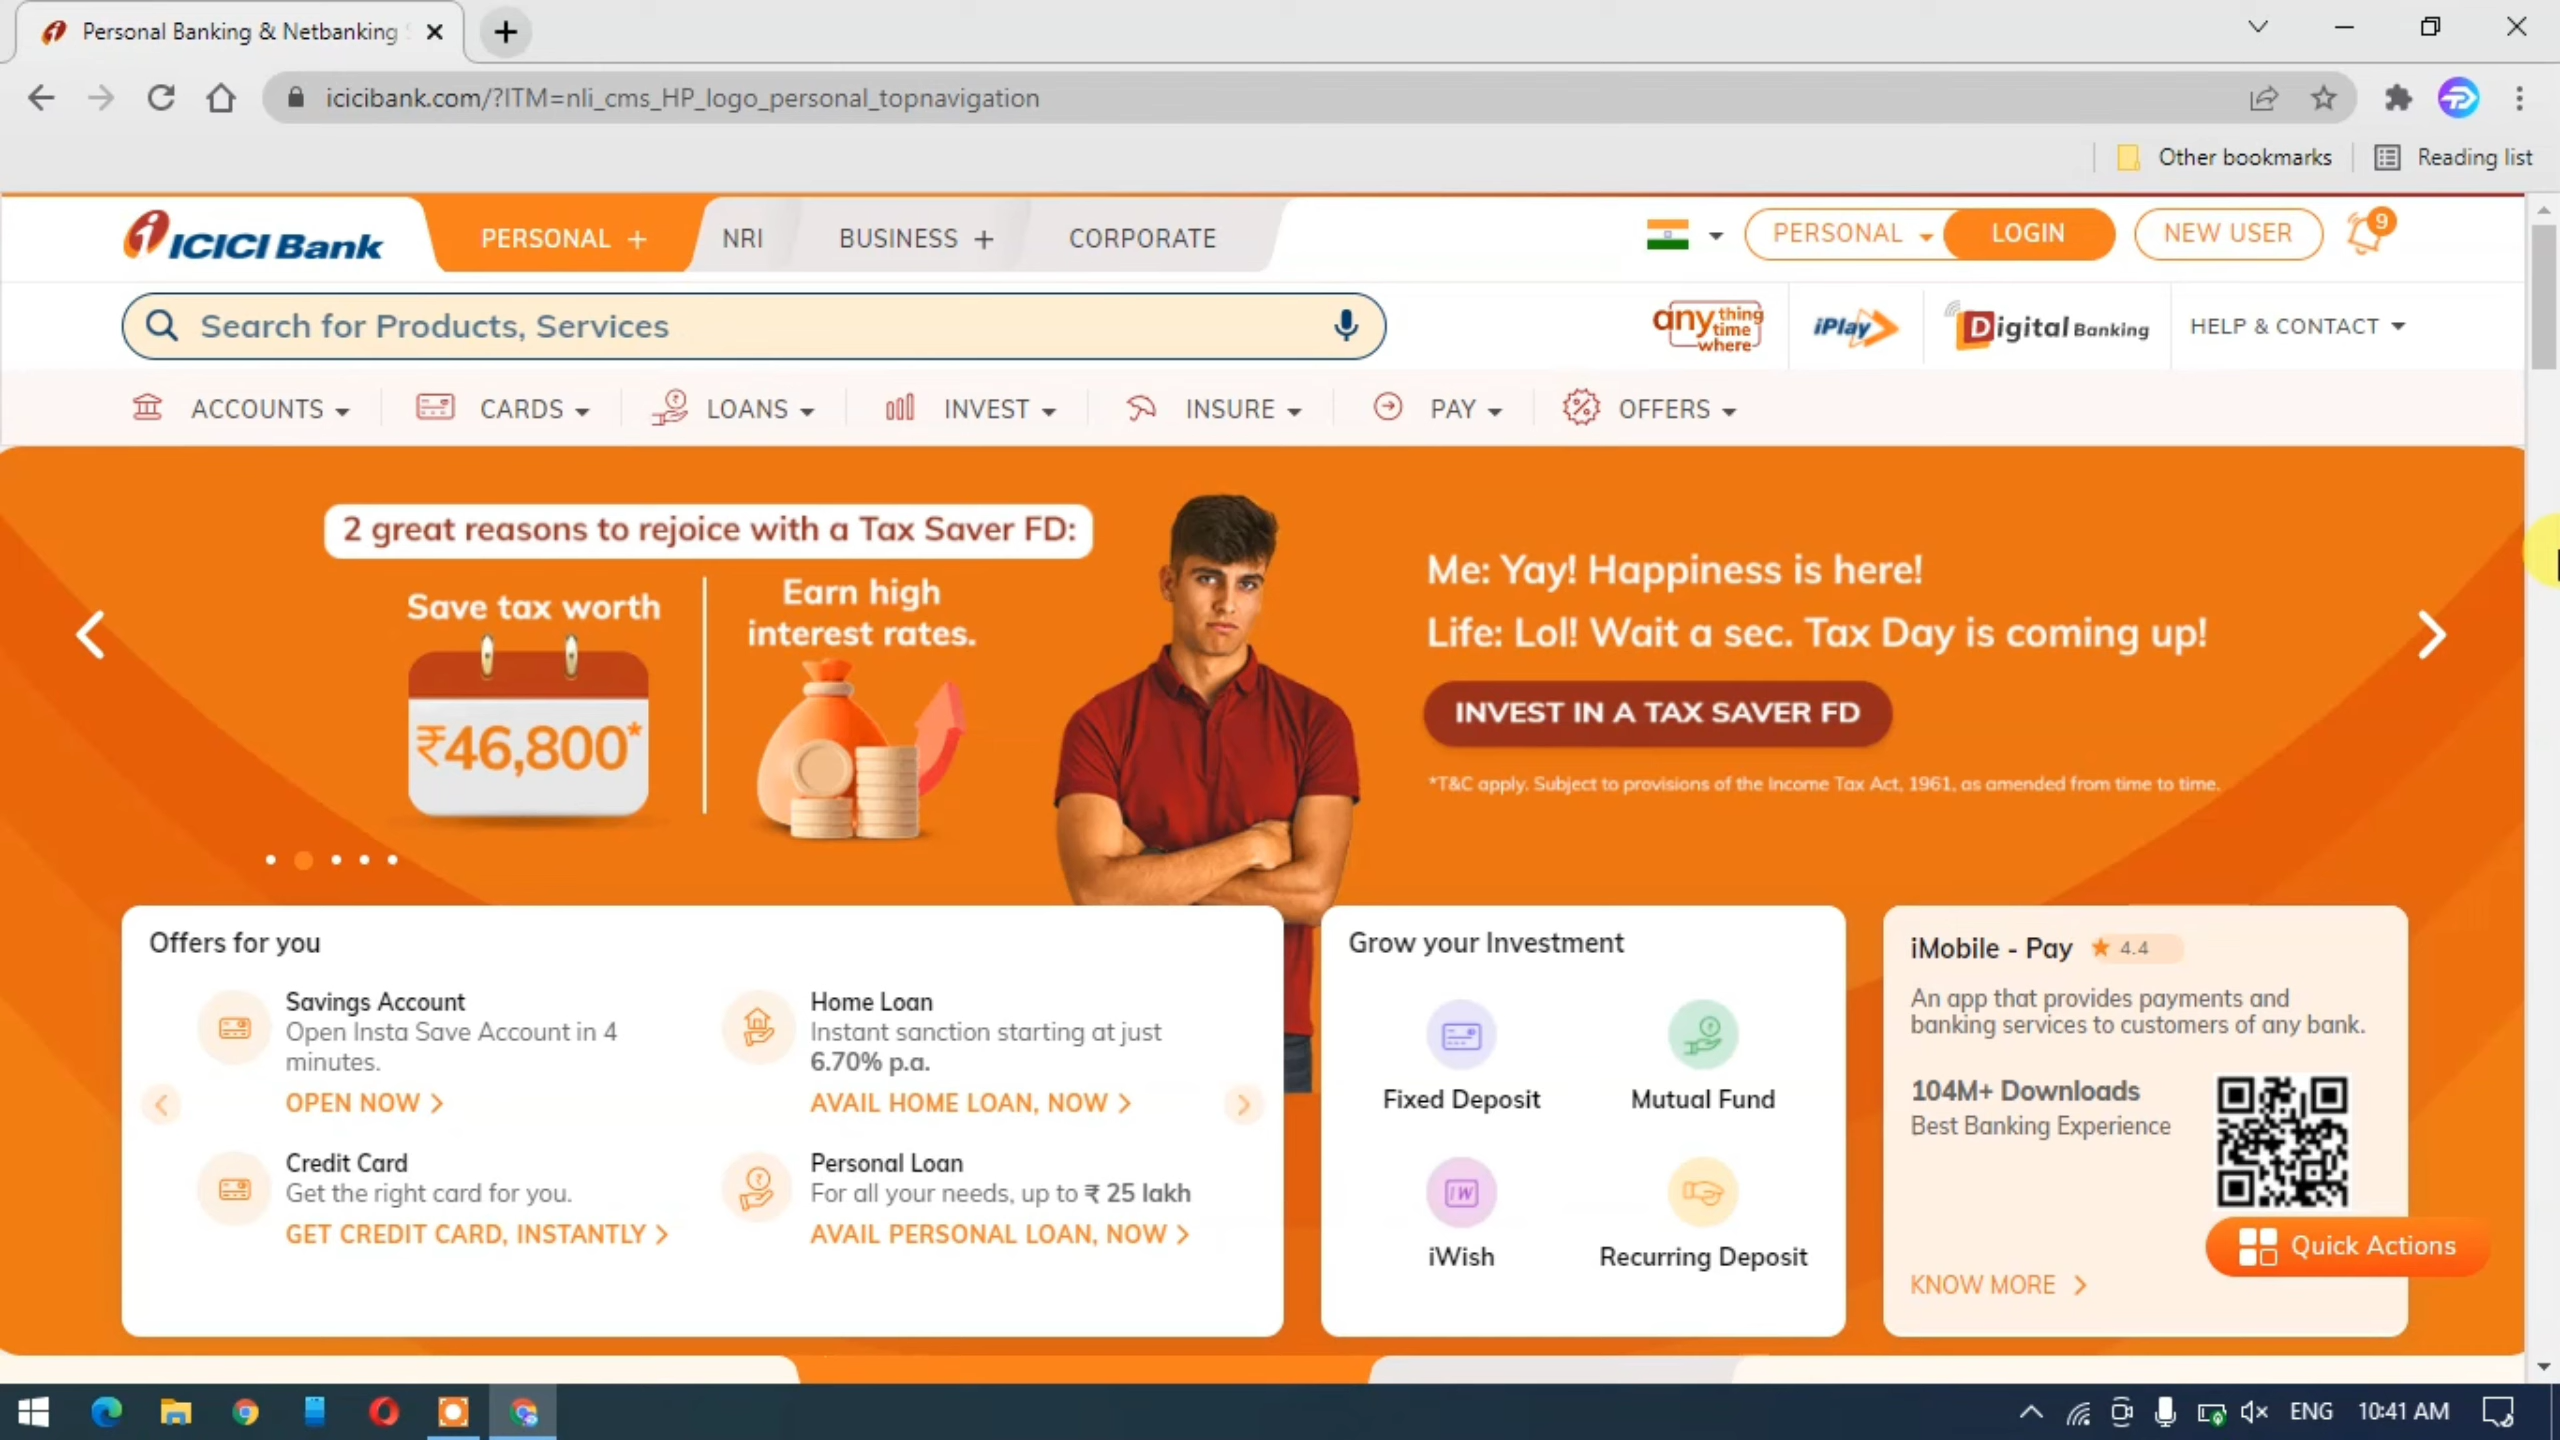 Personal Banking & Netbanking
icicibank.com/?ITM=nli_cms_HP_logo_personal_topnavigation
Other bookmarks
Reading list
ICICI Bank
PERSONAL +
NRI
BUSINESS +
CORPORATE
PERSONAL
LOGIN
NEW USER
9
Search for Products, Services
any thing
time
where
iPlay
Digital Banking
HELP & CONTACT
ACCOUNTS
CARDS
LOANS
INVEST
INSURE
PAY
OFFERS
2 great reasons to rejoice with a Tax Saver FD:
Save tax worth
₹46,800*
Earn high
interest rates.
Me: Yay! Happiness is here!
Life: Lol! Wait a sec. Tax Day is coming up!
INVEST IN A TAX SAVER FD
*T&C apply. Subject to provisions of the Income Tax Act, 1961, as amended from time to time.
Offers for you
Savings Account
Open Insta Save Account in 4
minutes.
OPEN NOW >
Home Loan
Instant sanction starting at just
6.70% p.a.
AVAIL HOME LOAN, NOW >
Credit Card
Get the right card for you.
GET CREDIT CARD, INSTANTLY >
Personal Loan
For all your needs, up to ₹ 25 lakh
AVAIL PERSONAL LOAN, NOW >
Grow your Investment
Fixed Deposit
Mutual Fund
iWish
Recurring Deposit
iMobile - Pay
4.4
An app that provides payments and
banking services to customers of any bank.
104M+ Downloads
Best Banking Experience
KNOW MORE >
Quick Actions
ENG
10:41 AM